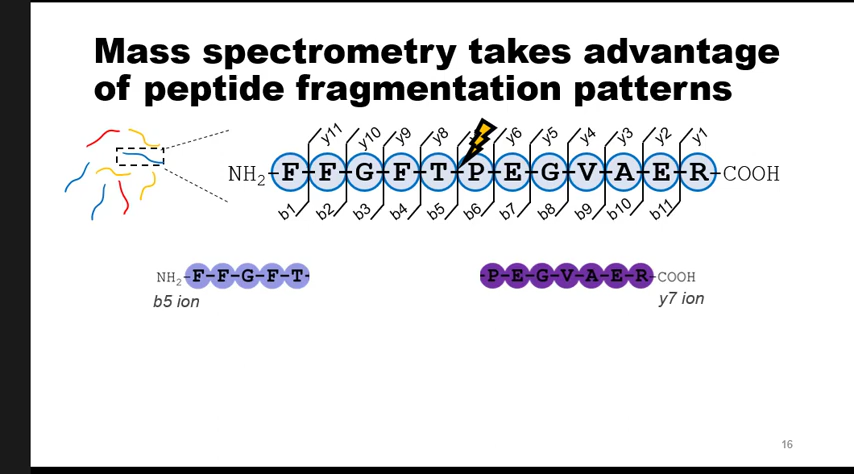 Mass spectrometry takes advantage
of peptide fragmentation patterns
y11 y10 y9 y8 y6 y5 y4 y3 y2 y1
NH2-F-F-G-F-T-P-E-G-V-A-E-R-COOH
b1 b2 b3 b4 b5 b6 b7 b8 b9 b10 b11
NH2-F-F-G-F-T- -P-E-G-V-A-E-R-COOH
b5 ion y7 ion
16